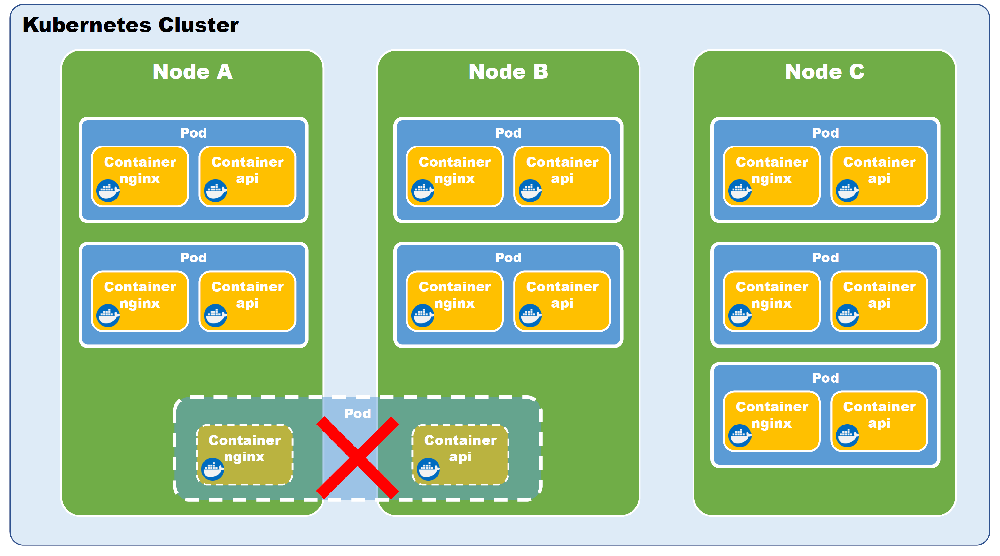 Kubernetes Cluster
Node A
Pod
Container
nginx
Container
api
Pod
Container
nginx
Container
api
Node B
Pod
Container
nginx
Container
api
Pod
Container
nginx
Container
api
Pod
Container
nginx
Container
api
Node C
Pod
Container
nginx
Container
api
Pod
Container
nginx
Container
api
Pod
Container
nginx
Container
api